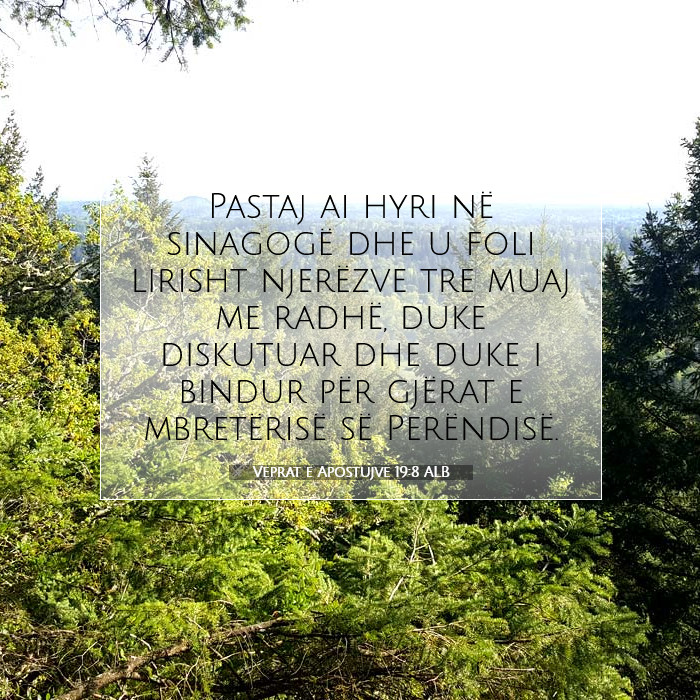 Pastaj ai hyri në
sinagogë dhe u foli
lirisht njerëzve tre muaj
me radhë, duke
diskutuar dhe duke i
bindur për gjërat e
mbretërisë së Perëndisë.
Veprat e Apostujve 19:8 ALB